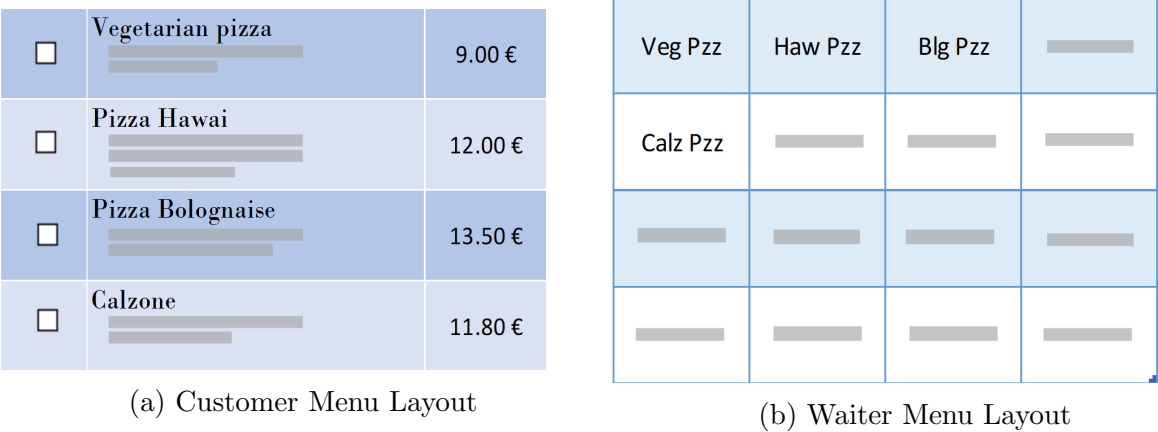 Vegetarian pizza
9.00 €
Pizza Hawai
12.00 €
Pizza Bolognaise
13.50 €
Calzone
11.80 €
(a) Customer Menu Layout
Veg Pzz Haw Pzz Blg Pzz
Calz Pzz
(b) Waiter Menu Layout